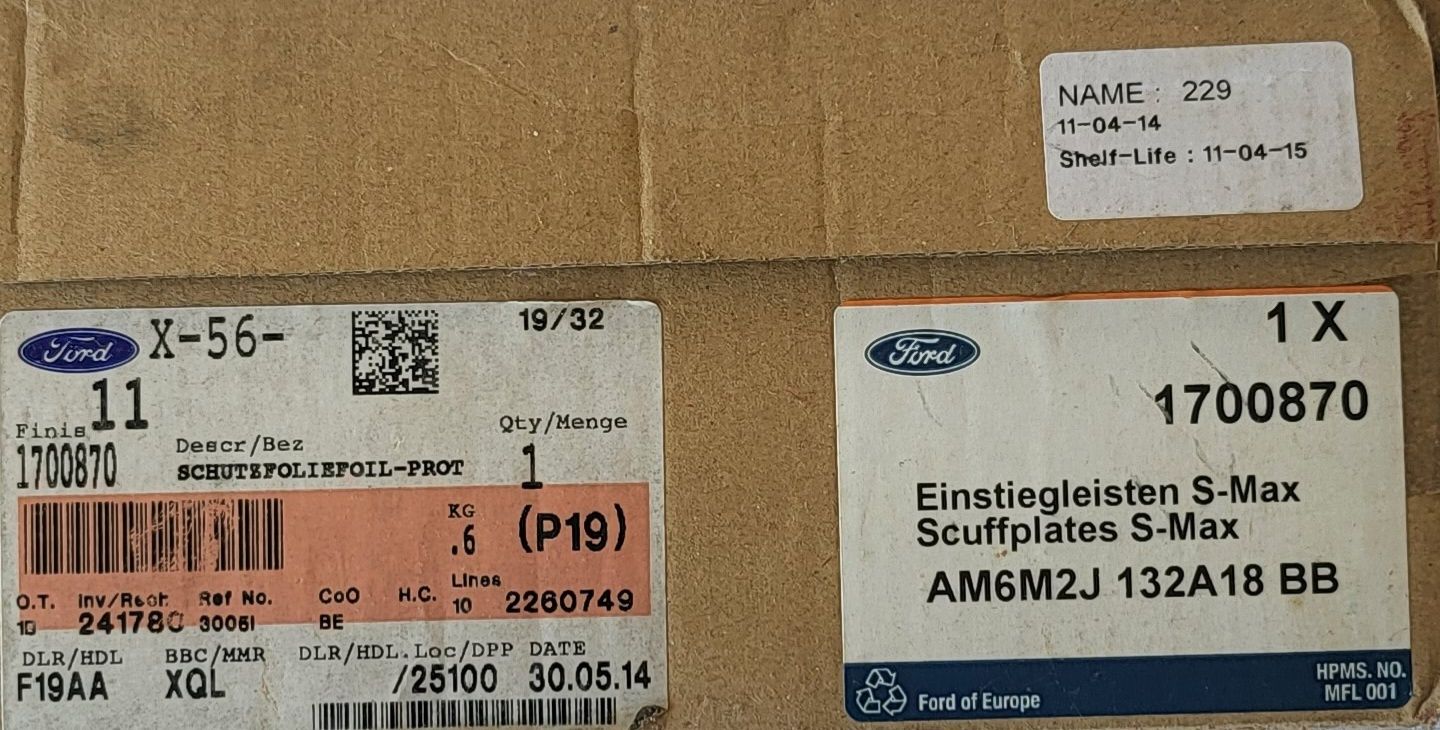 NAME : 229
11-04-14
Shelf-Life : 11-04-15
Ford X-56- 19/32
11
Finis Descr/Bez Qty/Menge
1700870 SCHUTZFOLIEFOIL-PROT 1
KG
.6 (P19)
O.T. Inv/Rect. Ref No. CoO H.C. Lines
10 24178C 30051 BE 10 2260749
DLR/HDL BBC/MMR DLR/HDL.Loc/DPP DATE
F19AA XQL /25100 30.05.14
Ford 1 X
1700870
Einstiegleisten S-Max
Scuffplates S-Max
AM6M2J 132A18 BB
Ford of Europe
HPMS. NO.
MFL 001